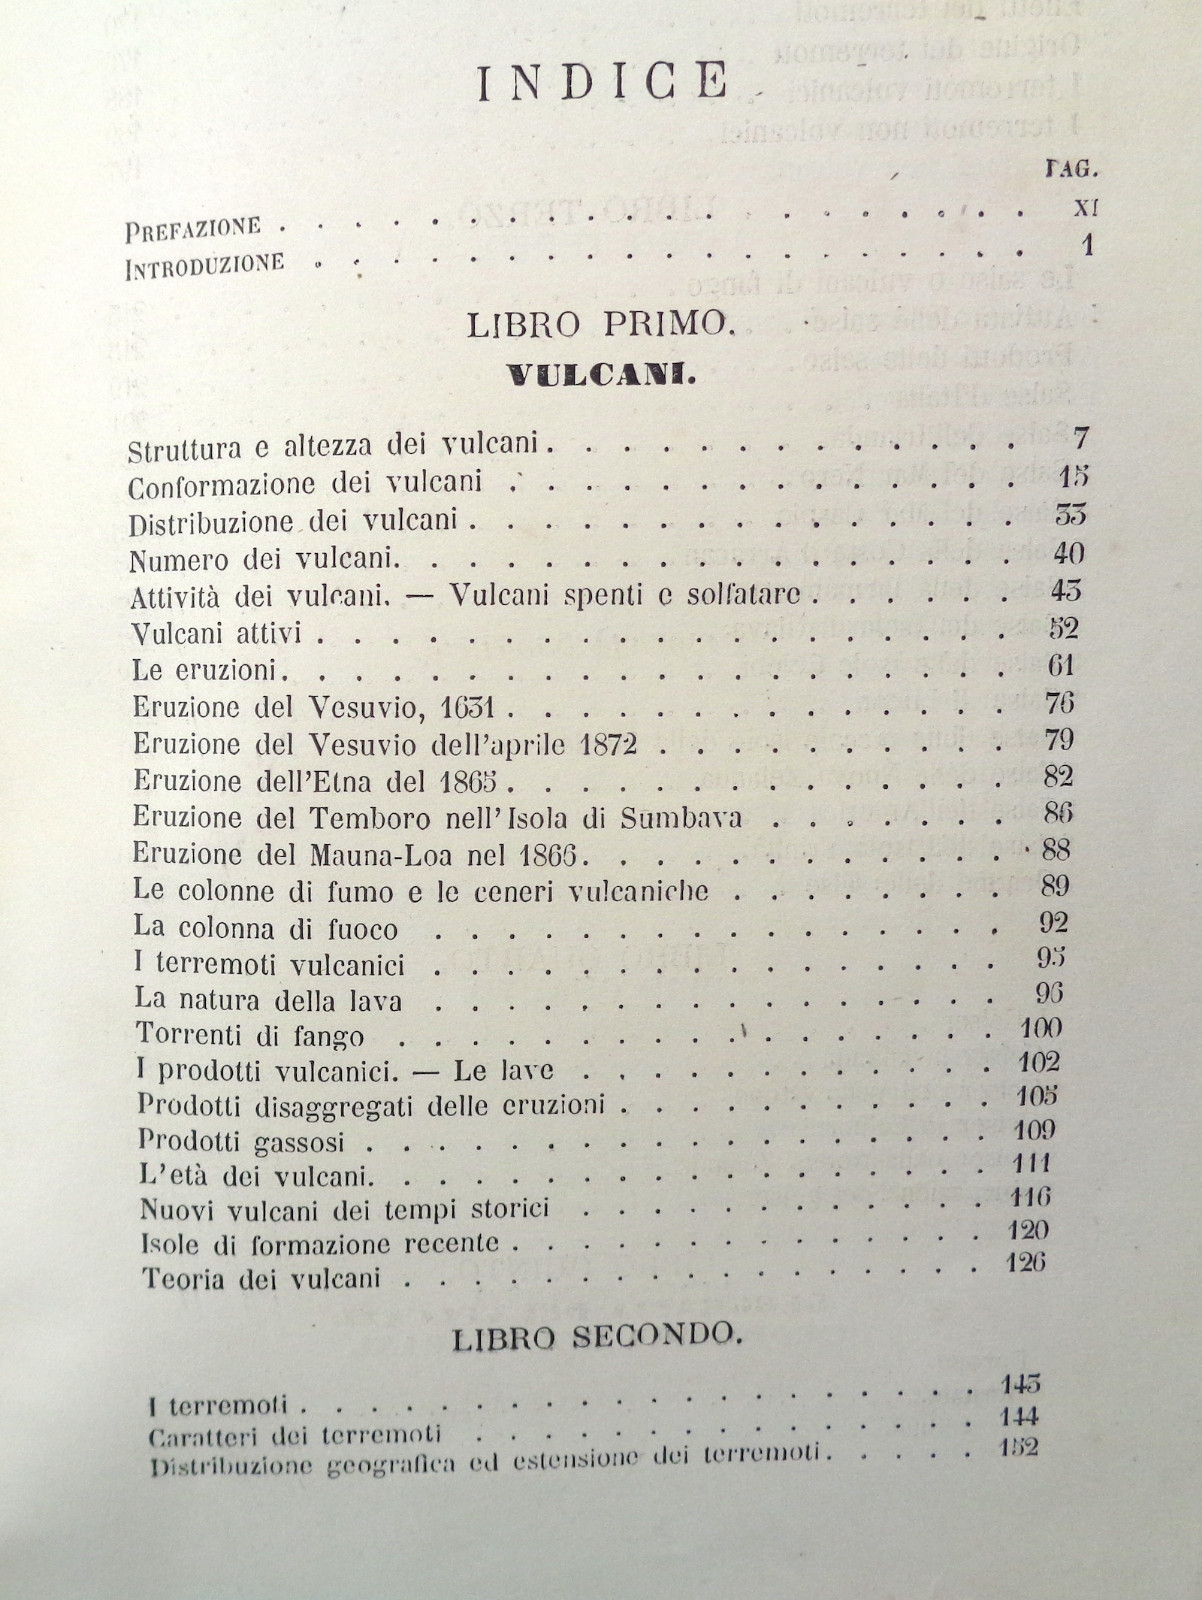 INDICE
PAG.
PREFAZIONE . . . . . . . . . . . . . . . . . . . . XI
INTRODUZIONE . . . . . . . . . . . . . . . . . . . 1
LIBRO PRIMO.
VULCANI.
Struttura e altezza dei vulcani . . . . . . . . . . . . . 7
Conformazione dei vulcani . . . . . . . . . . . . . . 15
Distribuzione dei vulcani . . . . . . . . . . . . . . . 33
Numero dei vulcani. . . . . . . . . . . . . . . . . 40
Attività dei vulcani. — Vulcani spenti e solfatare . . . . . . 43
Vulcani attivi . . . . . . . . . . . . . . . . . . . 52
Le eruzioni. . . . . . . . . . . . . . . . . . . . 61
Eruzione del Vesuvio, 1631 . . . . . . . . . . . . . . 76
Eruzione del Vesuvio dell'aprile 1872 . . . . . . . . . . 79
Eruzione dell'Etna del 1865 . . . . . . . . . . . . . . 82
Eruzione del Temboro nell'Isola di Sumbava . . . . . . . 86
Eruzione del Mauna-Loa nel 1866. . . . . . . . . . . . 88
Le colonne di fumo e le ceneri vulcaniche . . . . . . . . 89
La colonna di fuoco . . . . . . . . . . . . . . . . 92
I terremoti vulcanici . . . . . . . . . . . . . . . . 95
La natura della lava . . . . . . . . . . . . . . . . 96
Torrenti di fango . . . . . . . . . . . . . . . . . 100
I prodotti vulcanici. — Le lave . . . . . . . . . . . . 102
Prodotti disaggregati delle eruzioni . . . . . . . . . . . 105
Prodotti gassosi . . . . . . . . . . . . . . . . . . 109
L'età dei vulcani. . . . . . . . . . . . . . . . . . 111
Nuovi vulcani dei tempi storici . . . . . . . . . . . . 116
Isole di formazione recente . . . . . . . . . . . . . . 120
Teoria dei vulcani . . . . . . . . . . . . . . . . . 126
LIBRO SECONDO.
I terremoti . . . . . . . . . . . . . . . . . . . . 143
Caratteri dei terremoti . . . . . . . . . . . . . . . 144
Distribuzione geografica ed estensione dei terremoti. . . . . 152